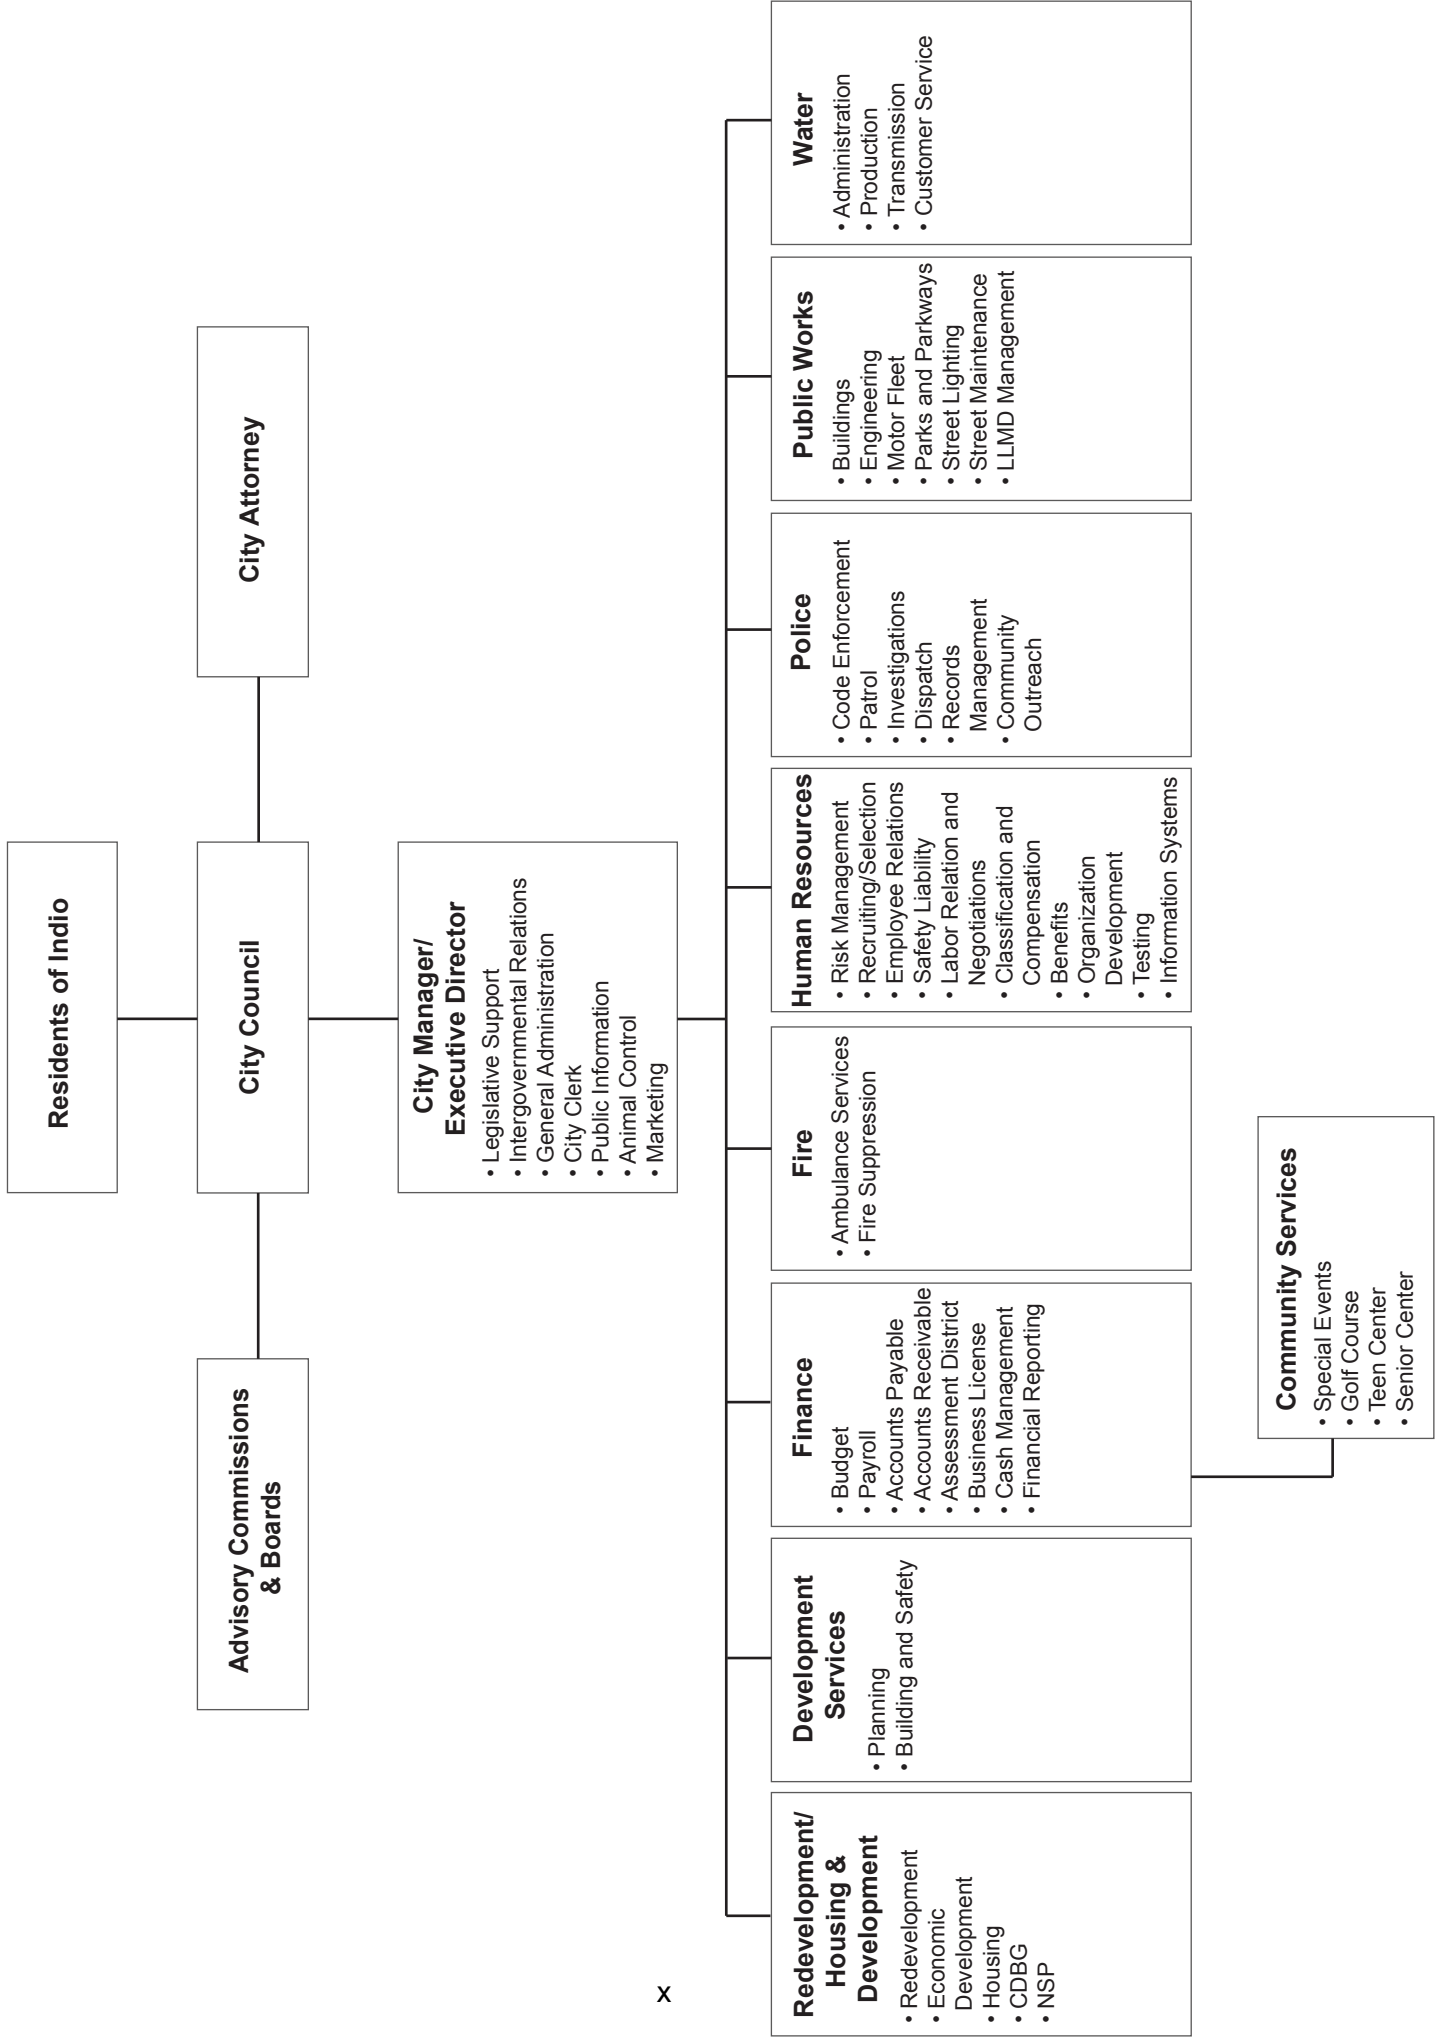 Residents of Indio
Advisory Commissions
& Boards
City Council
City Attorney
City Manager/
Executive Director
• Legislative Support
• Intergovernmental Relations
• General Administration
• City Clerk
• Public Information
• Animal Control
• Marketing
Redevelopment/
Housing &
Development
• Redevelopment
• Economic
Development
• Housing
• CDBG
• NSP
Development
Services
• Planning
• Building and Safety
Finance
• Budget
• Payroll
• Accounts Payable
• Accounts Receivable
• Assessment District
• Business License
• Cash Management
• Financial Reporting
Fire
• Ambulance Services
• Fire Suppression
Human Resources
• Risk Management
• Recruiting/Selection
• Employee Relations
• Safety Liability
• Labor Relation and
Negotiations
• Classification and
Compensation
• Benefits
• Organization
Development
• Testing
• Information Systems
Police
• Code Enforcement
• Patrol
• Investigations
• Dispatch
• Records
Management
• Community
Outreach
Public Works
• Buildings
• Engineering
• Motor Fleet
• Parks and Parkways
• Street Lighting
• Street Maintenance
• LLMD Management
Water
• Administration
• Production
• Transmission
• Customer Service
Community Services
• Special Events
• Golf Course
• Teen Center
• Senior Center
x